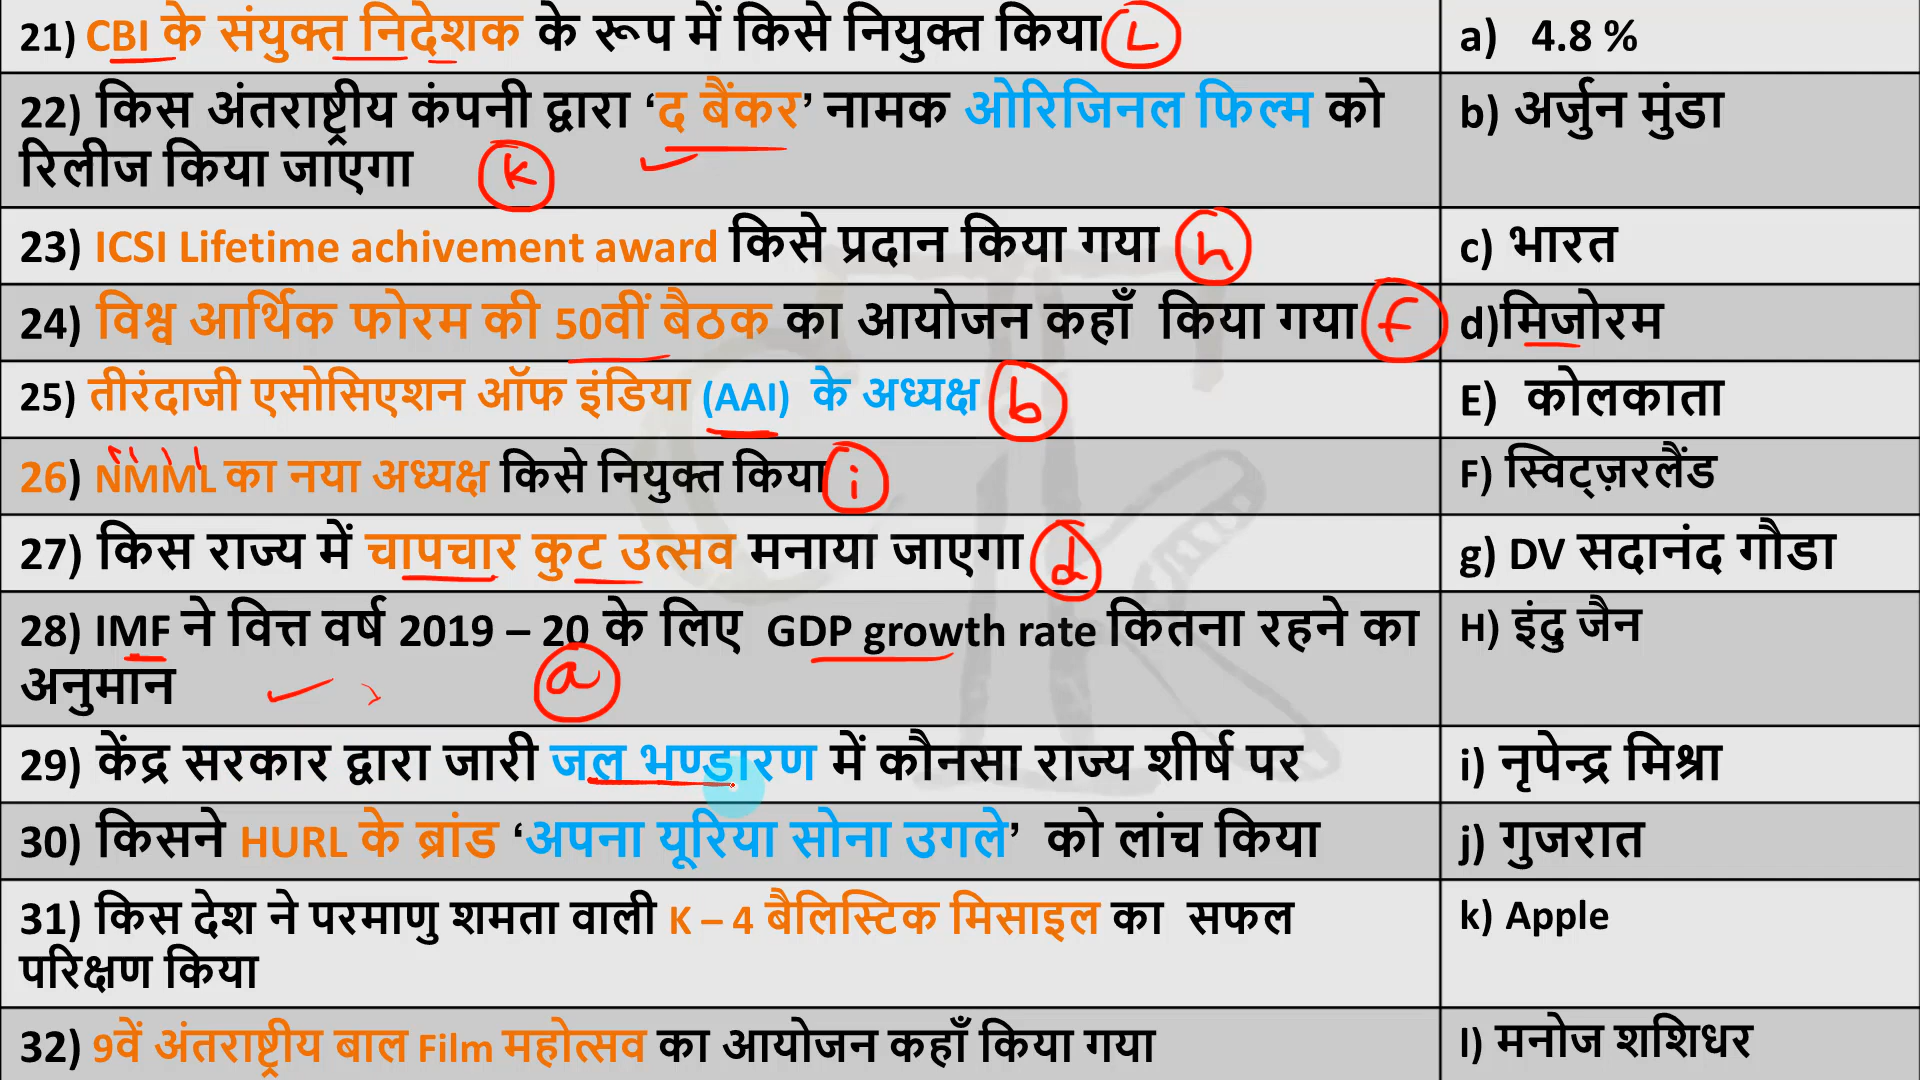 21) CBI के संयुक्त निदेशक के रूप में किसे नियुक्त किया L
a) 4.8 %
22) किस अंतराष्ट्रीय कंपनी द्वारा ‘द बैंकर’ नामक ओरिजिनल फिल्म को
रिलीज किया जाएगा K
b) अर्जुन मुंडा
23) ICSI Lifetime achivement award किसे प्रदान किया गया h
c) भारत
24) विश्व आर्थिक फोरम की 50वीं बैठक का आयोजन कहाँ किया गया f
d)मिजोरम
25) तीरंदाजी एसोसिएशन ऑफ इंडिया (AAI) के अध्यक्ष b
E) कोलकाता
26) NMML का नया अध्यक्ष किसे नियुक्त किया i
F) स्विट्ज़रलैंड
27) किस राज्य में चापचार कुट उत्सव मनाया जाएगा d
g) DV सदानंद गौडा
28) IMF ने वित्त वर्ष 2019 – 20 के लिए GDP growth rate कितना रहने का
अनुमान a
H) इंदु जैन
29) केंद्र सरकार द्वारा जारी जल भण्डारण में कौनसा राज्य शीर्ष पर
i) नृपेन्द्र मिश्रा
30) किसने HURL के ब्रांड ‘अपना यूरिया सोना उगले’ को लांच किया
j) गुजरात
31) किस देश ने परमाणु शमता वाली K – 4 बैलिस्टिक मिसाइल का सफल
परिक्षण किया
k) Apple
32) 9वें अंतराष्ट्रीय बाल Film महोत्सव का आयोजन कहाँ किया गया
l) मनोज शशिधर